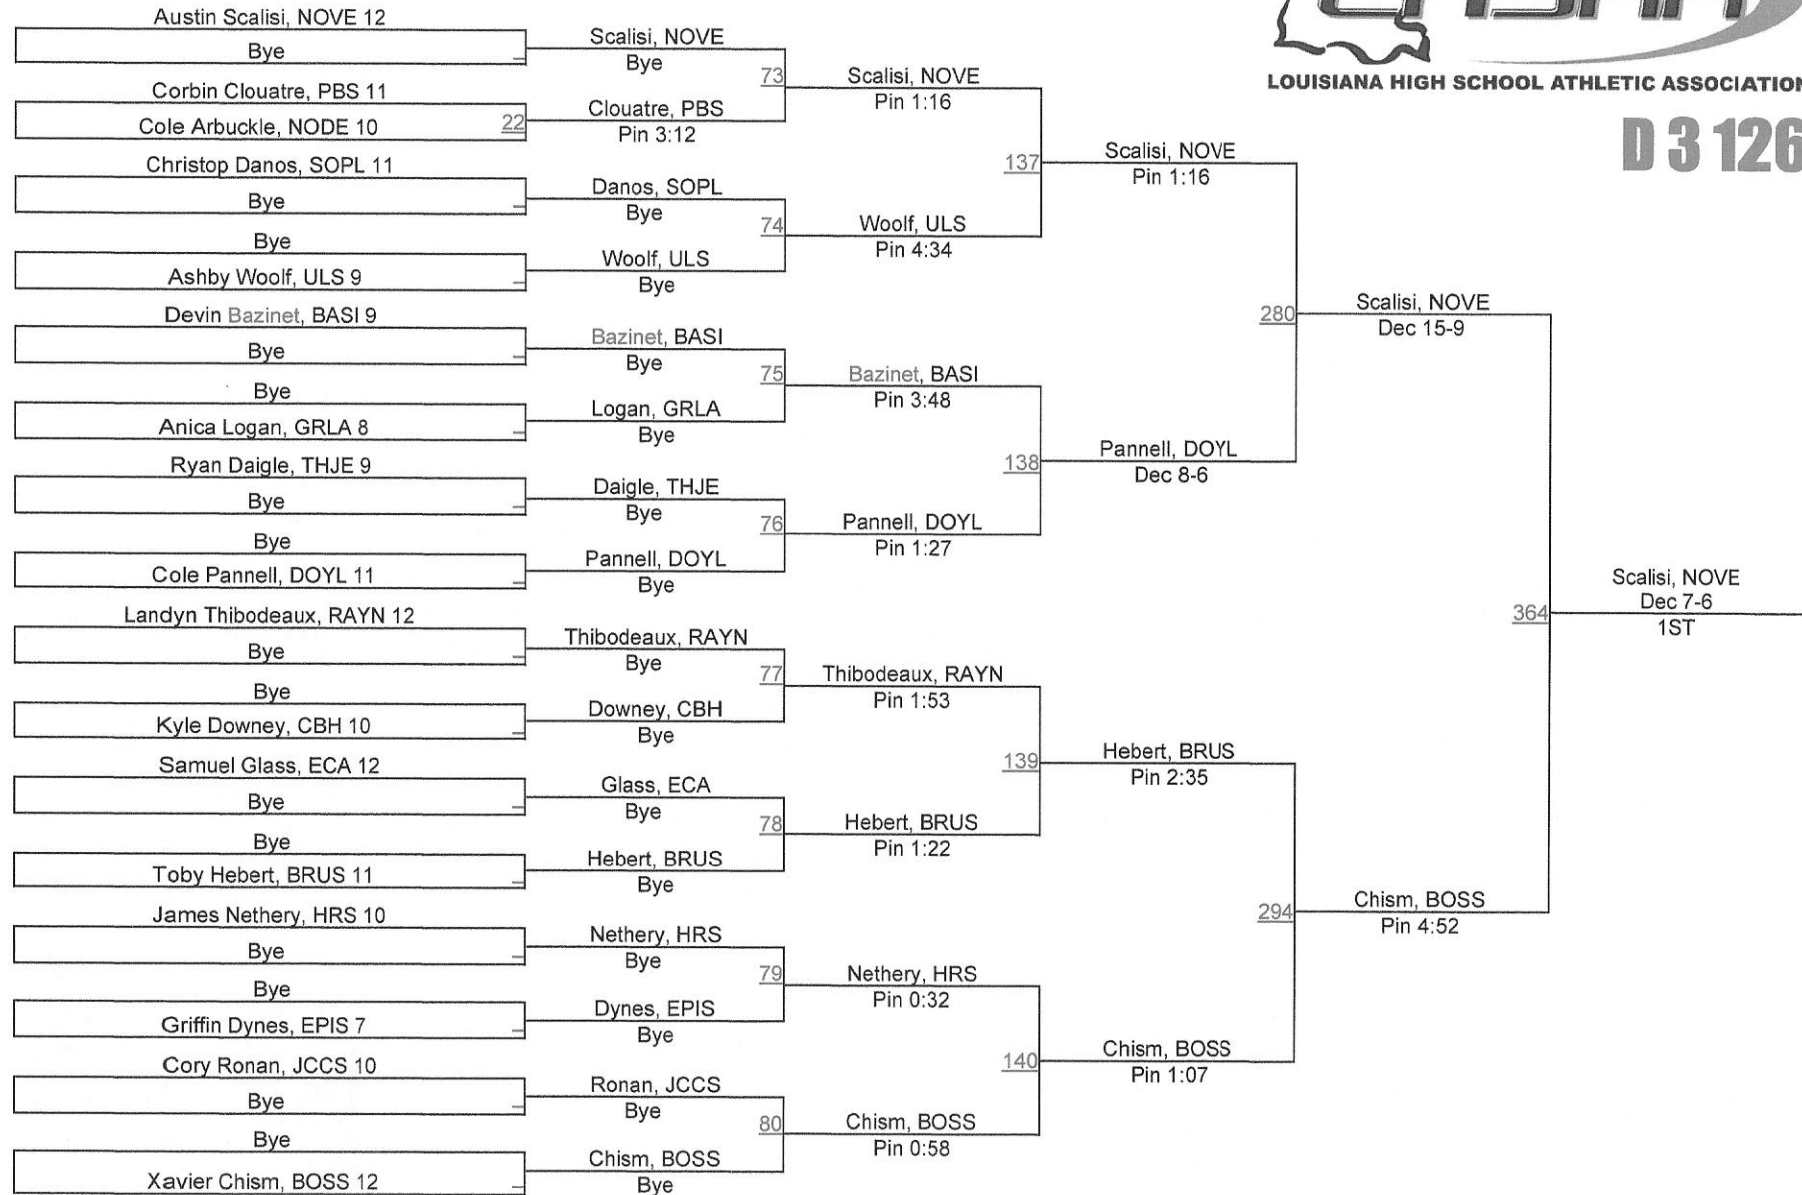 LHSAA
LOUISIANA HIGH SCHOOL ATHLETIC ASSOCIATION
D 3 126
Austin Scalisi, NOVE 12
Bye
Corbin Clouatre, PBS 11
22
Cole Arbuckle, NODE 10
Christop Danos, SOPL 11
Bye
Bye
Ashby Woolf, ULS 9
Devin Bazinet, BASI 9
Bye
Bye
Anica Logan, GRLA 8
Ryan Daigle, THJE 9
Bye
Bye
Cole Pannell, DOYL 11
Landyn Thibodeaux, RAYN 12
Bye
Bye
Kyle Downey, CBH 10
Samuel Glass, ECA 12
Bye
Bye
Toby Hebert, BRUS 11
James Nethery, HRS 10
Bye
Bye
Griffin Dynes, EPIS 7
Cory Ronan, JCCS 10
Bye
Bye
Xavier Chism, BOSS 12
Scalisi, NOVE
Bye
73
Clouatre, PBS
Pin 3:12
Danos, SOPL
Bye
74
Woolf, ULS
Bye
Bazinet, BASI
Bye
75
Logan, GRLA
Bye
Daigle, THJE
Bye
76
Pannell, DOYL
Bye
Thibodeaux, RAYN
Bye
77
Downey, CBH
Bye
Glass, ECA
Bye
78
Hebert, BRUS
Bye
Nethery, HRS
Bye
79
Dynes, EPIS
Bye
Ronan, JCCS
Bye
80
Chism, BOSS
Bye
Scalisi, NOVE
Pin 1:16
137
Woolf, ULS
Pin 4:34
Bazinet, BASI
Pin 3:48
138
Pannell, DOYL
Pin 1:27
Thibodeaux, RAYN
Pin 1:53
139
Hebert, BRUS
Pin 1:22
Nethery, HRS
Pin 0:32
140
Chism, BOSS
Pin 0:58
Scalisi, NOVE
Pin 1:16
280
Pannell, DOYL
Dec 8-6
Hebert, BRUS
Pin 2:35
294
Chism, BOSS
Pin 1:07
Scalisi, NOVE
Dec 15-9
364
Chism, BOSS
Pin 4:52
Scalisi, NOVE
Dec 7-6
1ST